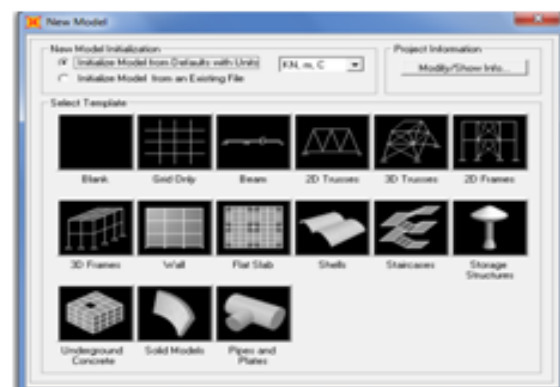 New Model
New Model Initialization
Initialize Model from Defaults with Units
KN, m, C
Initialize Model from an Existing File
Project Information
Modify/Show Info...
Select Template
Blank
Grid Only
Beam
2D Trusses
3D Trusses
2D Frames
3D Frames
Wall
Flat Slab
Shells
Staircases
Storage Structures
Underground Concrete
Solid Models
Pipes and Plates